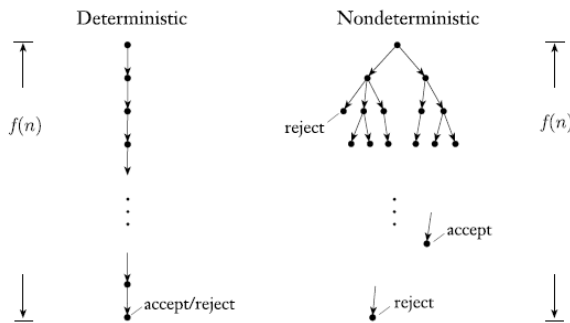 Deterministic
Nondeterministic
f(n)
reject
f(n)
accept
accept/reject
reject